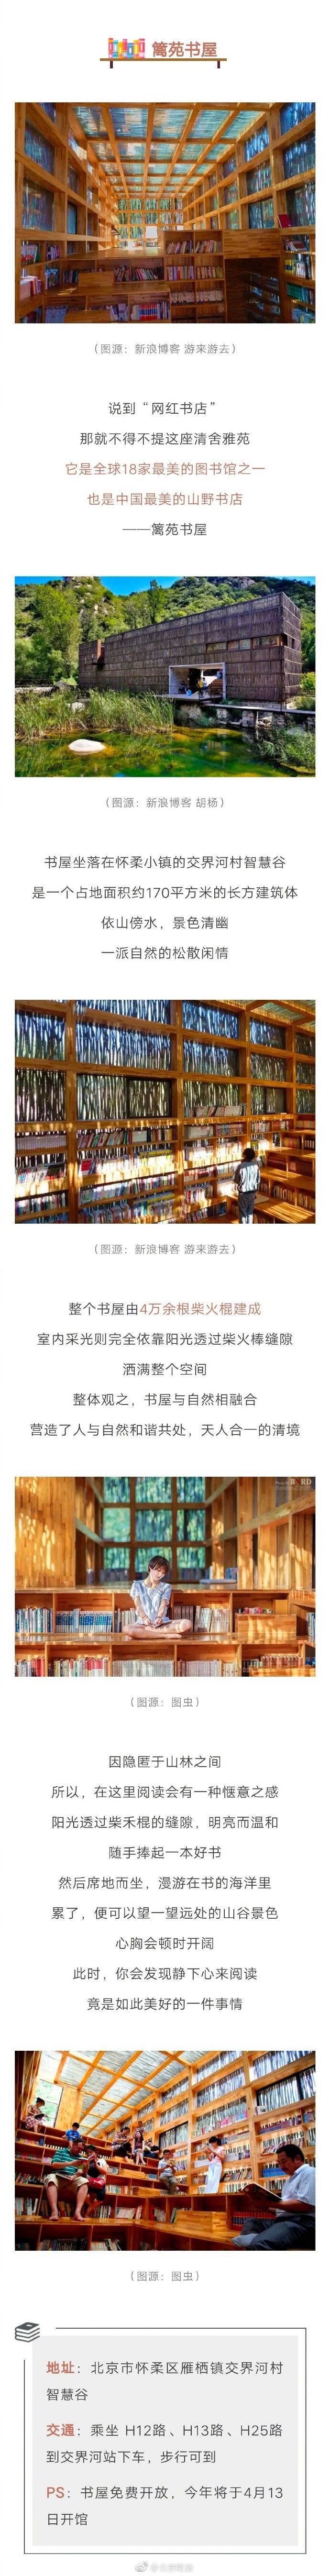 篱苑书屋
（图源：新浪博客 游来游去）
说到“网红书店”
那就不得不提这座清舍雅苑
它是全球18家最美的图书馆之一
也是中国最美的山野书店
——篱苑书屋
（图源：新浪博客 胡杨）
书屋坐落在怀柔小镇的交界河村智慧谷
是一个占地面积约170平方米的长方建筑体
依山傍水，景色清幽
一派自然的松散闲情
（图源：新浪博客 游来游去）
整个书屋由4万余根柴火棍建成
室内采光则完全依靠阳光透过柴火棒缝隙
洒满整个空间
整体观之，书屋与自然相融合
营造了人与自然和谐共处，天人合一的清境
（图源：图虫）
因隐匿于山林之间
所以，在这里阅读会有一种惬意之感
阳光透过柴禾棍的缝隙，明亮而温和
随手捧起一本好书
然后席地而坐，漫游在书的海洋里
累了，便可以望一望远处的山谷景色
心胸会顿时开阔
此时，你会发现静下心来阅读
竟是如此美好的一件事情
（图源：图虫）
地址：北京市怀柔区雁栖镇交界河村
智慧谷
交通：乘坐 H12路、H13路、H25路
到交界河站下车，步行可到
PS：书屋免费开放，今年将于4月13
日开馆